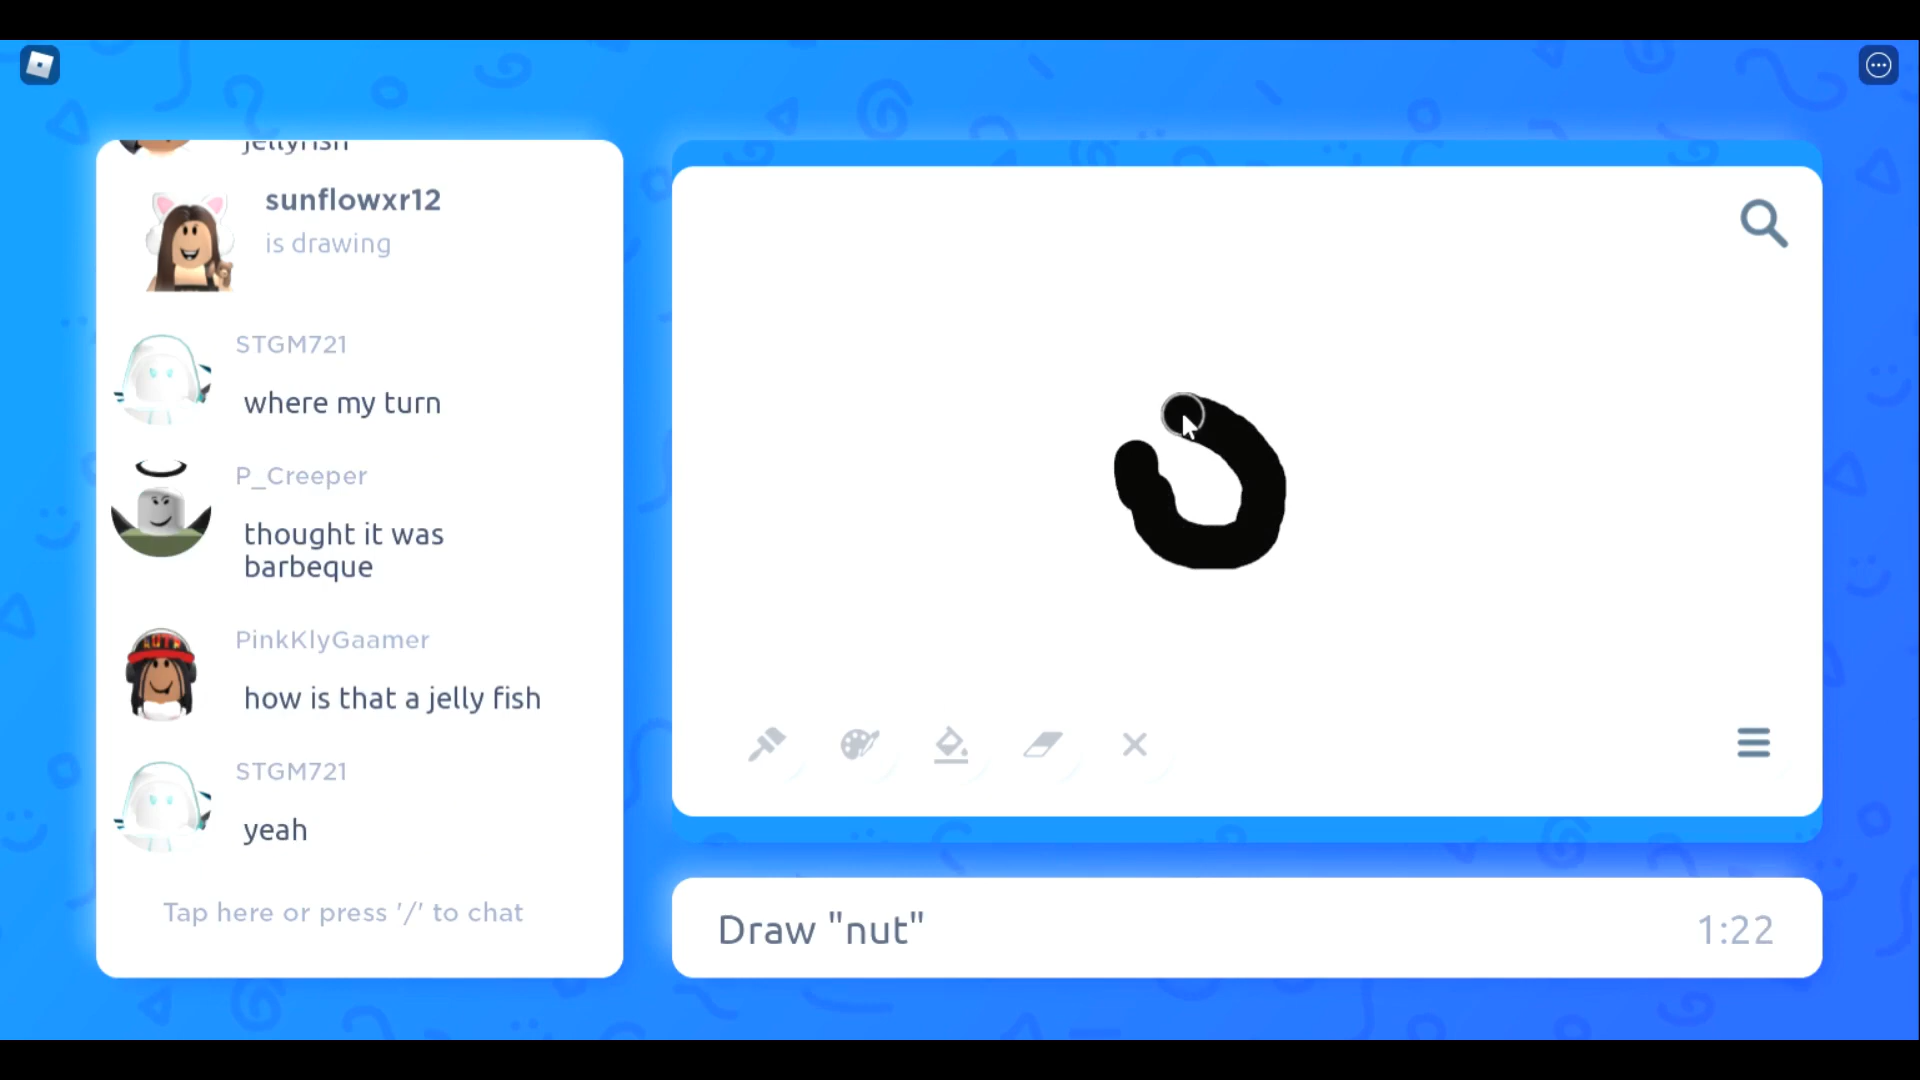 jellyfish
sunflowxr12
is drawing
STGM721
where my turn
P_Creeper
thought it was
barbeque
PinkKlyGaamer
how is that a jelly fish
STGM721
yeah
Tap here or press '/' to chat
Draw "nut"
1:22